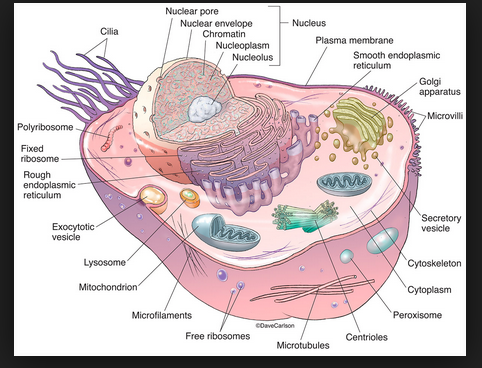 Nuclear pore
Nuclear envelope
Chromatin
Nucleoplasm
Nucleolus
Nucleus
Cilia
Plasma membrane
Smooth endoplasmic
reticulum
Golgi
apparatus
Microvilli
Polyribosome
Fixed
ribosome
Rough
endoplasmic
reticulum
Exocytotic
vesicle
Lysosome
Mitochondrion
Microfilaments
Free ribosomes
©DaveCarlson
Microtubules
Centrioles
Peroxisome
Cytoplasm
Cytoskeleton
Secretory
vesicle